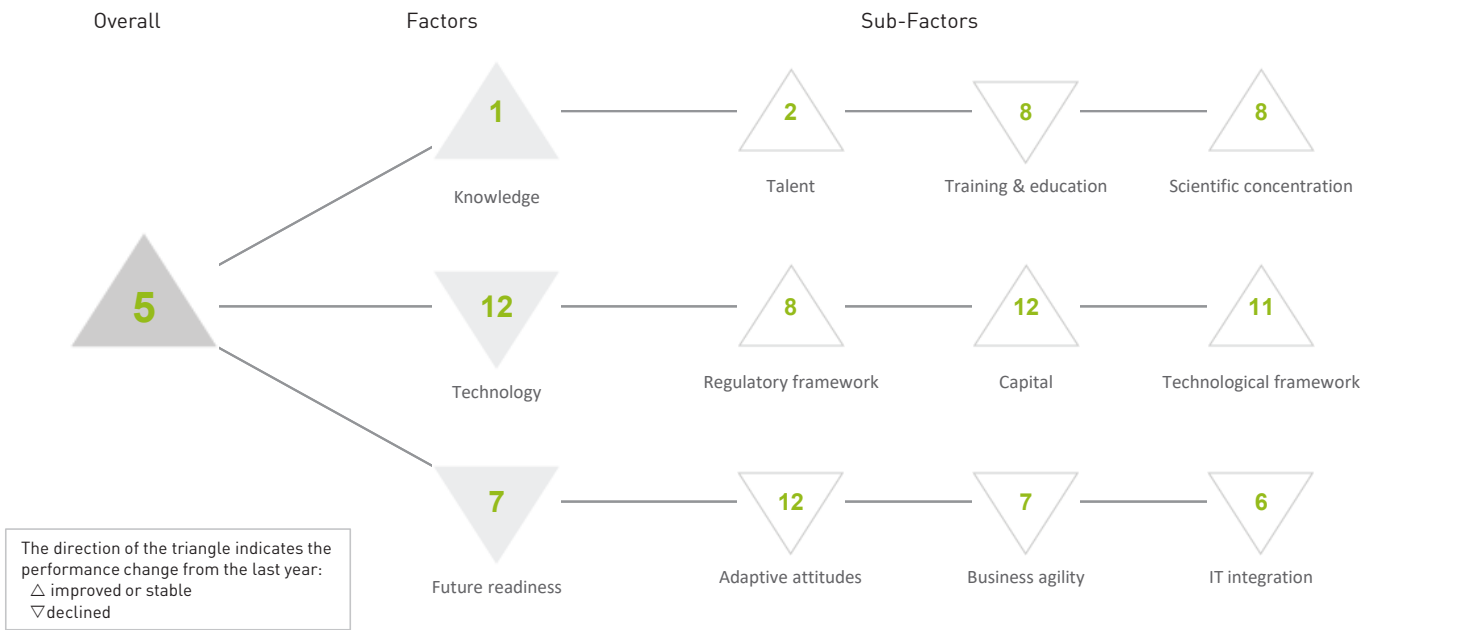 Overall
Factors
Sub-Factors
1
2
8
8
Knowledge
Talent
Training & education
Scientific concentration
5
12
8
12
11
Technology
Regulatory framework
Capital
Technological framework
7
12
7
6
Future readiness
Adaptive attitudes
Business agility
IT integration
The direction of the triangle indicates the
performance change from the last year:
△ improved or stable
▽ declined